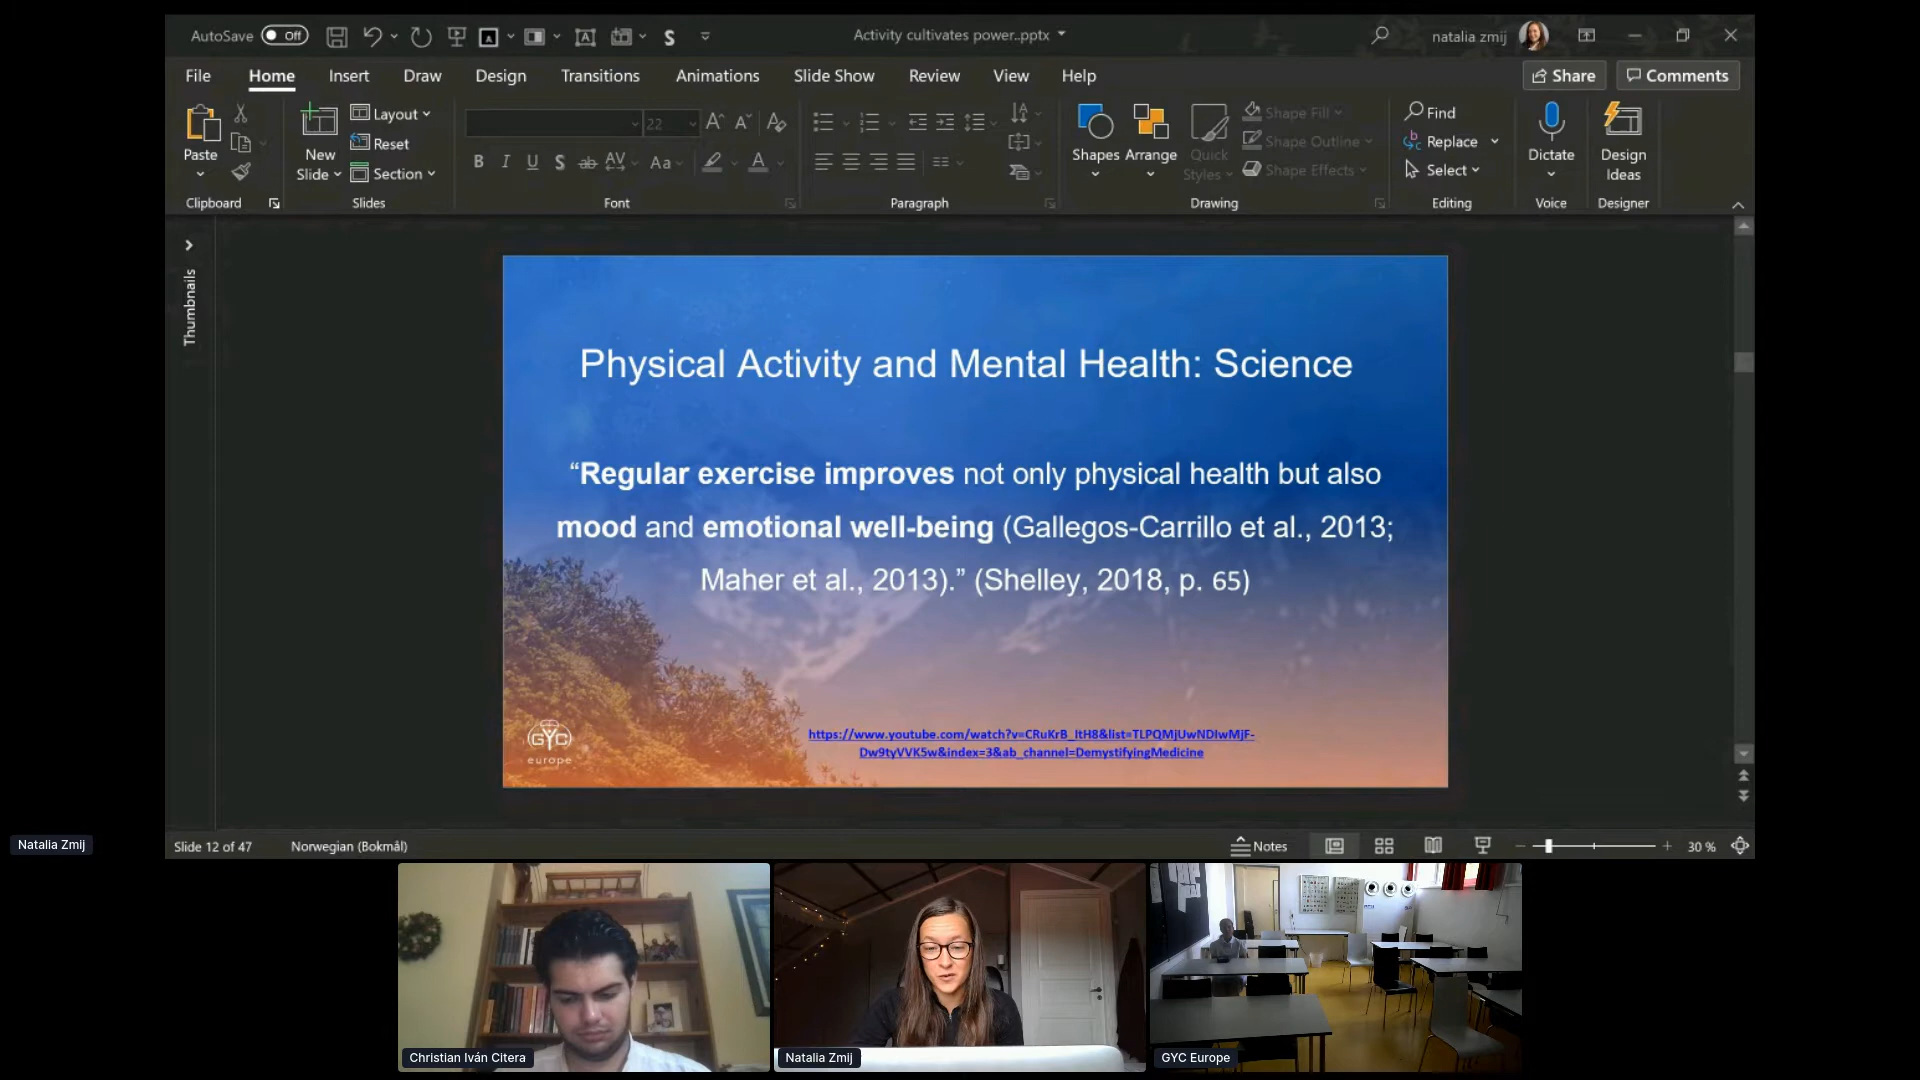 AutoSave Off
Activity cultivates power..pptx
natalia zmij
File Home Insert Draw Design Transitions Animations Slide Show Review View Help
Share Comments
Paste
Clipboard
New Slide
Layout
Reset
Section
Slides
22
B I U S ab AV Aa A
Font
Paragraph
Shapes Arrange Quick Styles
Shape Fill
Shape Outline
Shape Effects
Drawing
Find
Replace
Select
Editing
Dictate
Voice
Design Ideas
Designer
Thumbnails
Physical Activity and Mental Health: Science
“Regular exercise improves not only physical health but also
mood and emotional well-being (Gallegos-Carrillo et al., 2013;
Maher et al., 2013).” (Shelley, 2018, p. 65)
https://www.youtube.com/watch?v=CRuKrB_ItH8&list=TLPQMjUwNDIwMjF-
Dw9tyVVK5w&index=3&ab_channel=DemystifyingMedicine
GYC
europe
Slide 12 of 47
Norwegian (Bokmål)
Notes
30 %
Natalia Zmij
Christian Iván Citera
Natalia Zmij
GYC Europe